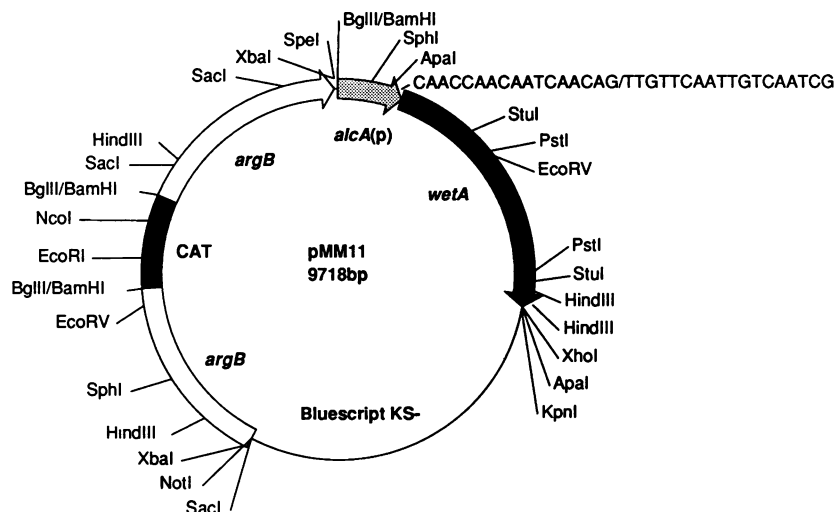 BglII/BamHI
SpeI
SphI
XbaI
ApaI
SacI
CAACCAACAATCAACAG/TTGTTCAATTGTCAATCG
StuI
alcA(p)
PstI
HindIII
argB
EcoRV
SacI
BglII/BamHI
wetA
NcoI
EcoRI
CAT
pMM11
9718bp
PstI
StuI
BglII/BamHI
HindIII
EcoRV
HindIII
XhoI
argB
ApaI
SphI
KpnI
Bluescript KS-
HindIII
XbaI
NotI
SacI